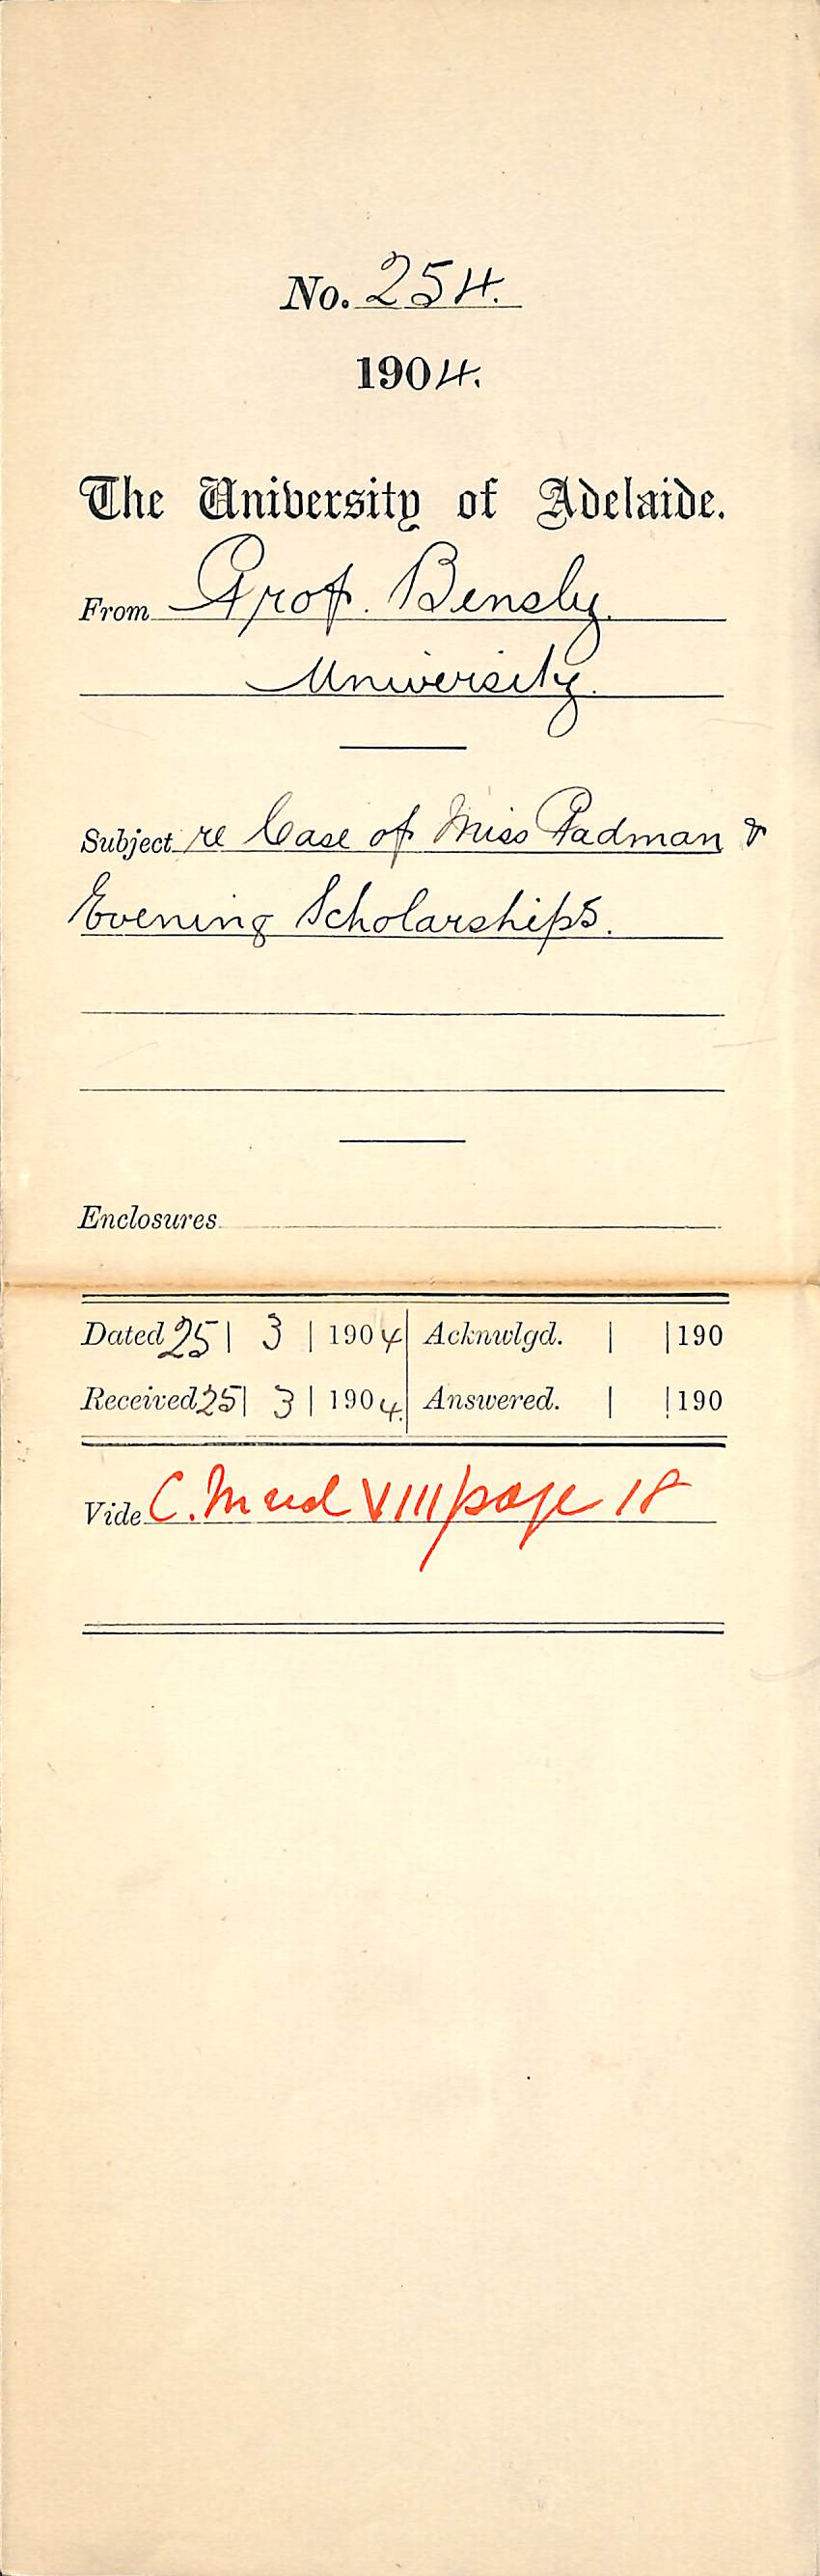 No. 254.
1904.
The University of Adelaide.
From Prof. Bensly.
University.
Subject re Case of Miss Padman &
Evening Scholarships.
Enclosures
Dated 25 | 3 | 1904 Acknwlgd. | | 190
Received 25 | 3 | 1904. Answered. | | 190
Vide C. M VIII page 18